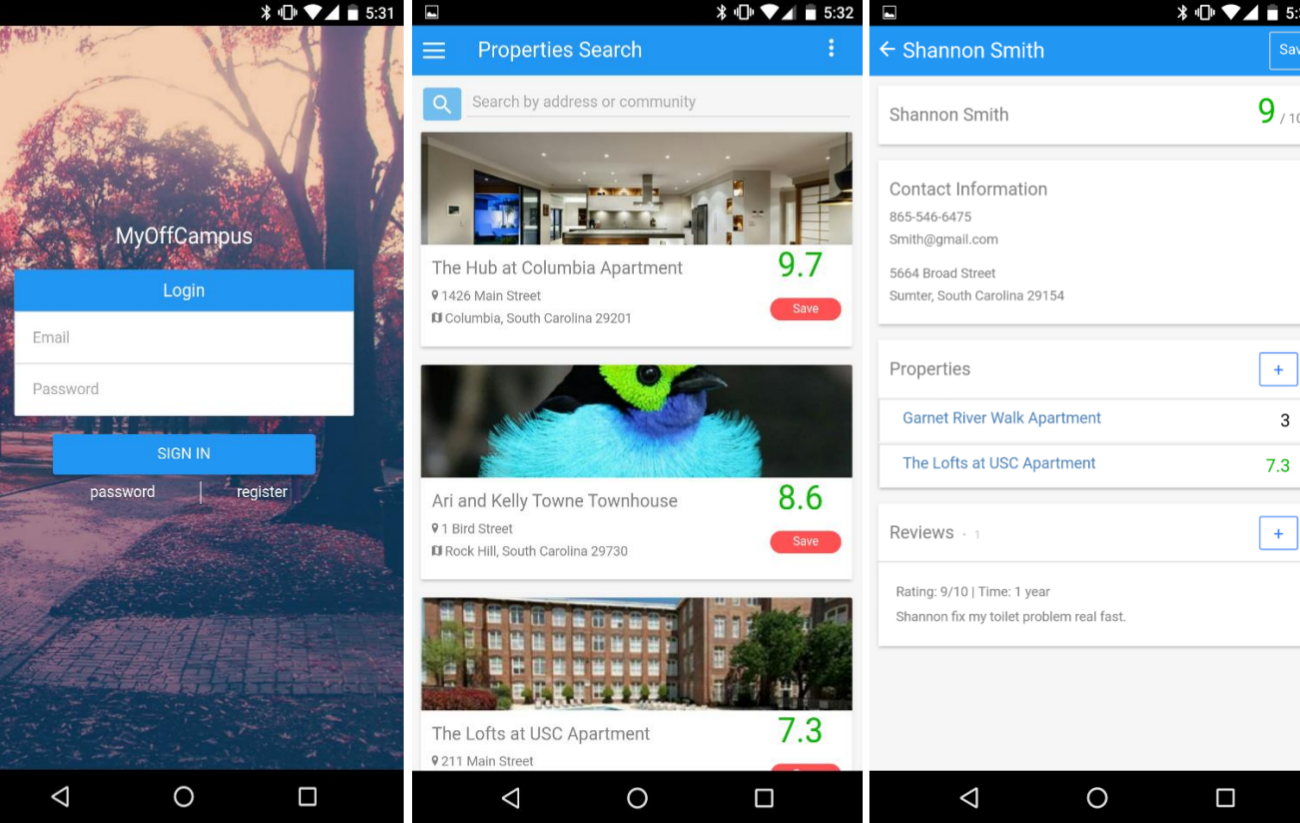 5:31
MyOffCampus
Login
Email
Password
SIGN IN
password | register
5:32
Properties Search
Search by address or community
The Hub at Columbia Apartment
9.7
1426 Main Street
Save
Columbia, South Carolina 29201
Ari and Kelly Towne Townhouse
8.6
1 Bird Street
Save
Rock Hill, South Carolina 29730
The Lofts at USC Apartment
7.3
211 Main Street
Shannon Smith
Sav
Shannon Smith
9 / 10
Contact Information
865-546-6475
Smith@gmail.com
5664 Broad Street
Sumter, South Carolina 29154
Properties
+
Garnet River Walk Apartment
3
The Lofts at USC Apartment
7.3
Reviews - 1
+
Rating: 9/10 | Time: 1 year
Shannon fix my toilet problem real fast.